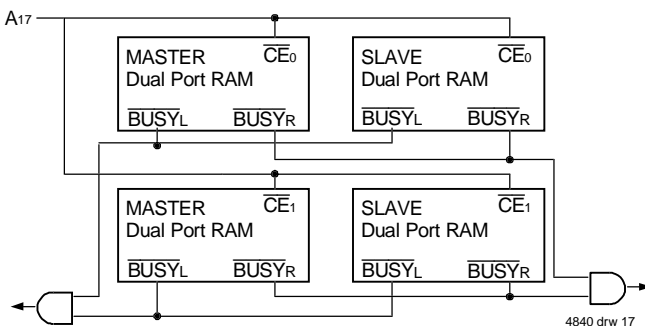 A17
MASTER CE0
Dual Port RAM
BUSYL BUSYR
SLAVE CE0
Dual Port RAM
BUSYL BUSYR
MASTER CE1
Dual Port RAM
BUSYL BUSYR
SLAVE CE1
Dual Port RAM
BUSYL BUSYR
4840 drw 17